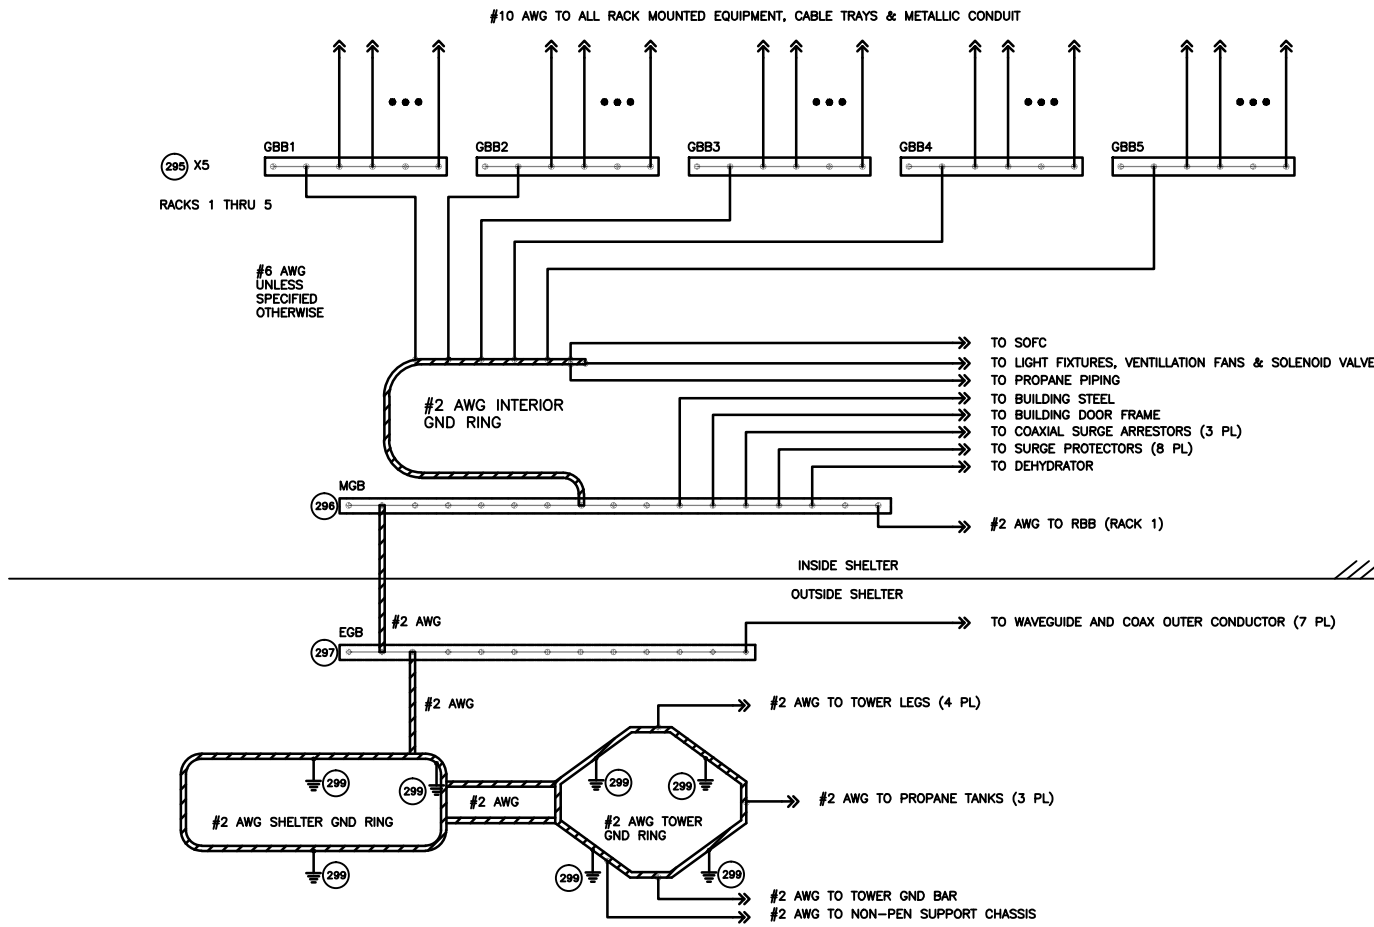 #10 AWG TO ALL RACK MOUNTED EQUIPMENT, CABLE TRAYS & METALLIC CONDUIT
GBB1
GBB2
GBB3
GBB4
GBB5
295 X5
RACKS 1 THRU 5
#6 AWG
UNLESS
SPECIFIED
OTHERWISE
TO SOFC
TO LIGHT FIXTURES, VENTILLATION FANS & SOLENOID VALVE
TO PROPANE PIPING
TO BUILDING STEEL
TO BUILDING DOOR FRAME
TO COAXIAL SURGE ARRESTORS (3 PL)
TO SURGE PROTECTORS (8 PL)
TO DEHYDRATOR
#2 AWG INTERIOR
GND RING
MGB
296
#2 AWG TO RBB (RACK 1)
INSIDE SHELTER
OUTSIDE SHELTER
#2 AWG
TO WAVEGUIDE AND COAX OUTER CONDUCTOR (7 PL)
EGB
297
#2 AWG
#2 AWG TO TOWER LEGS (4 PL)
299
299
299
299
#2 AWG
#2 AWG TO PROPANE TANKS (3 PL)
#2 AWG SHELTER GND RING
#2 AWG TOWER
GND RING
299
299
299
#2 AWG TO TOWER GND BAR
#2 AWG TO NON-PEN SUPPORT CHASSIS